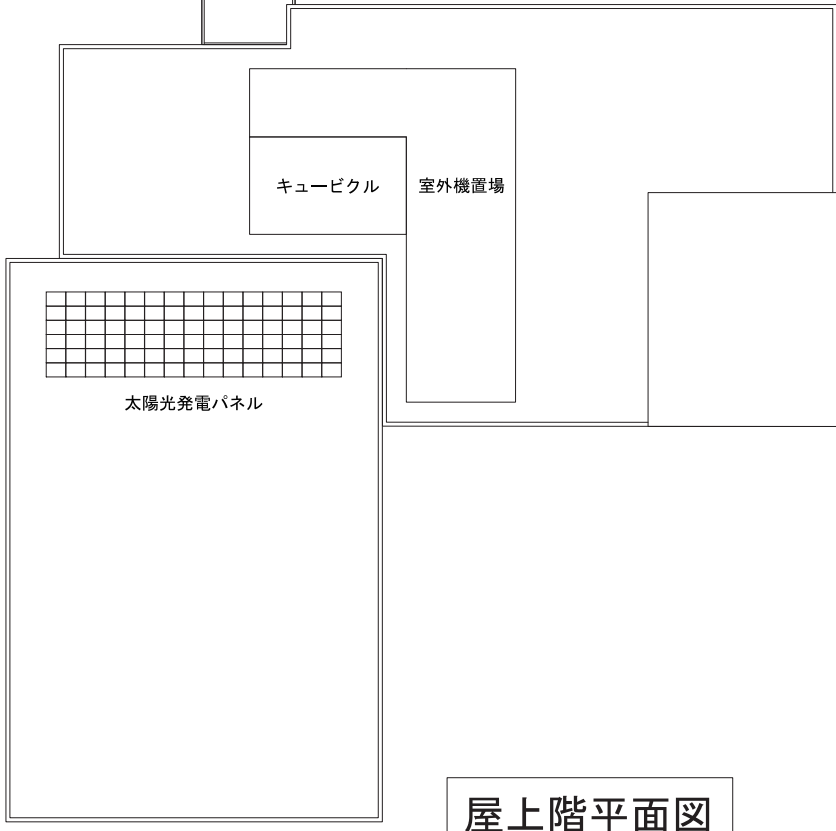 キュービクル
室外機置場
太陽光発電パネル
屋上階平面図